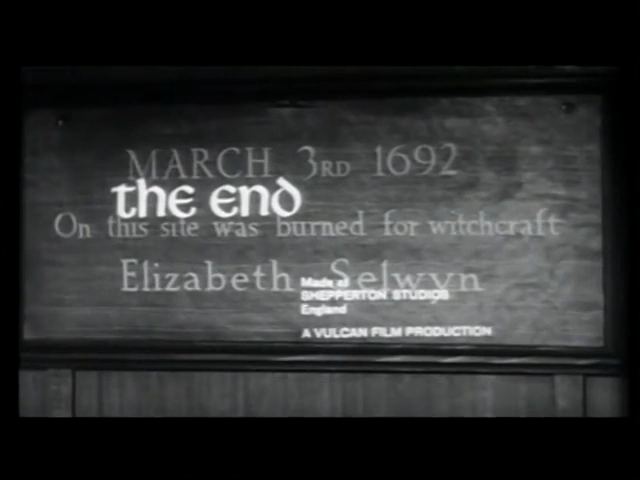 MARCH 3RD 1692
the end
On this site was burned for witchcraft
Elizabeth Selwyn
Made at
SHEPPERTON STUDIOS
England
A VULCAN FILM PRODUCTION